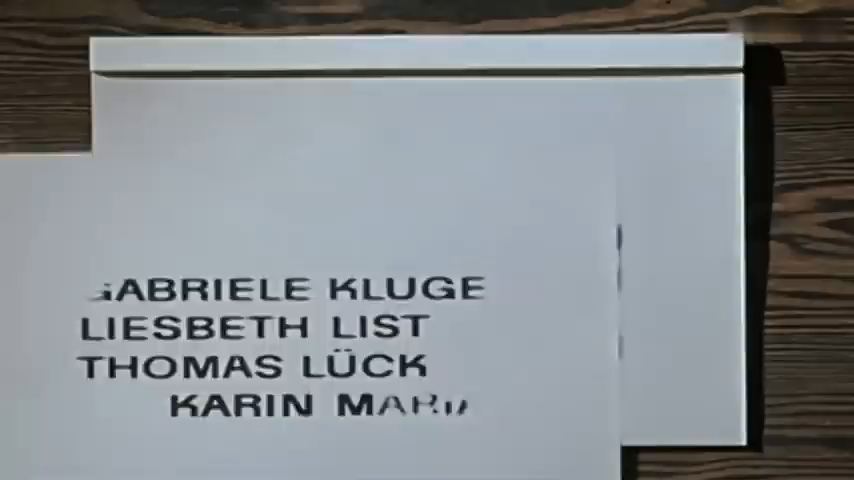 GABRIELE KLUGE
LIESBETH LIST
THOMAS LÜCK
KARIN